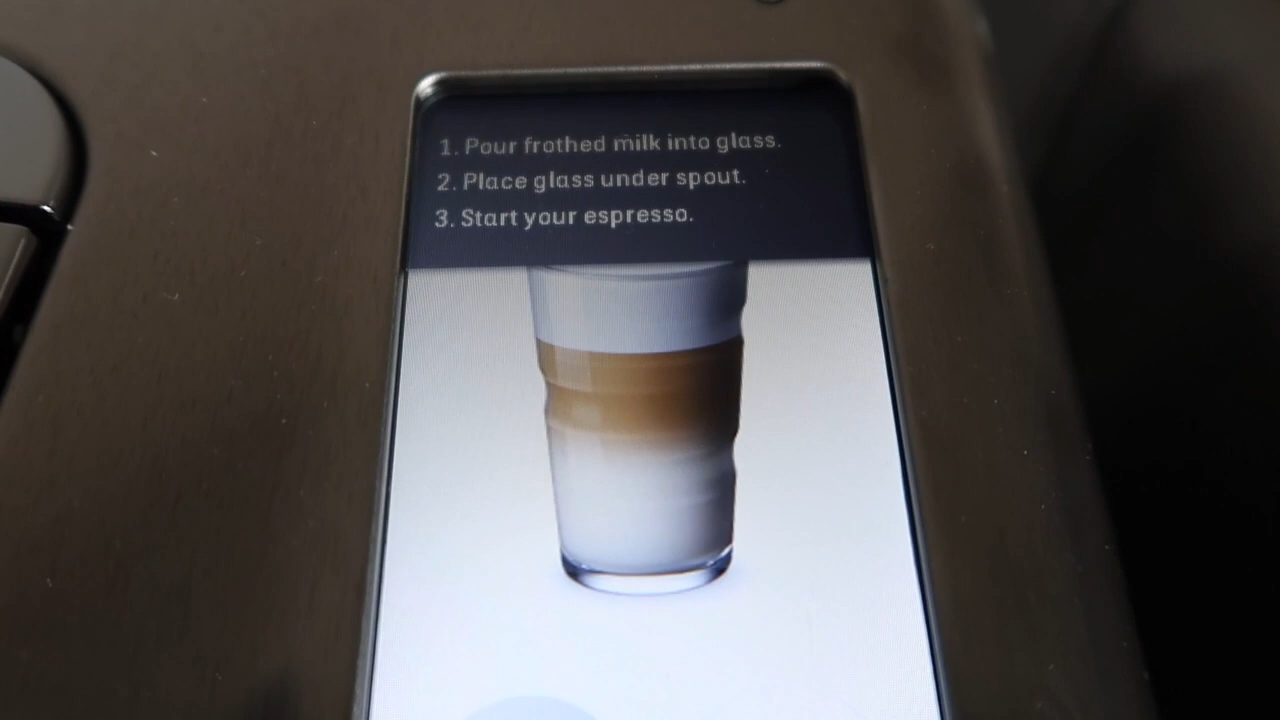 1. Pour frothed milk into glass.
2. Place glass under spout.
3. Start your espresso.